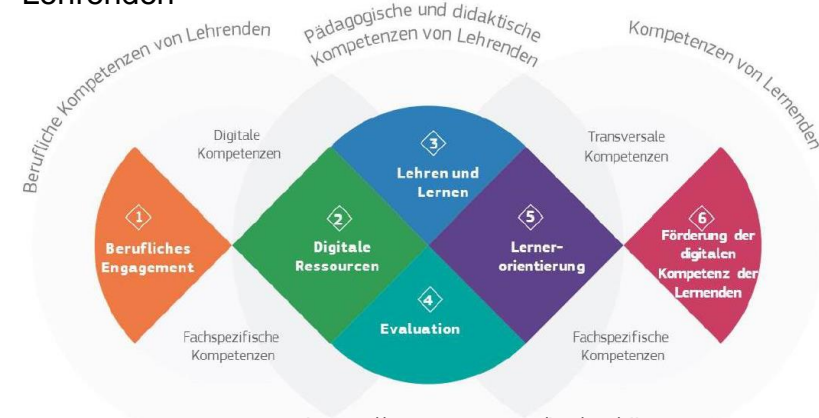 Berufliche Kompetenzen von Lehrenden
Pädagogische und didaktische
Kompetenzen von Lehrenden
Kompetenzen von Lernenden
Digitale
Kompetenzen
Transversale
Kompetenzen
3
Lehren und
Lernen
1
Berufliches
Engagement
2
Digitale
Ressourcen
5
Lerner-
orientierung
6
Förderung der
digitalen
Kompetenz der
Lernenden
4
Evaluation
Fachspezifische
Kompetenzen
Fachspezifische
Kompetenzen